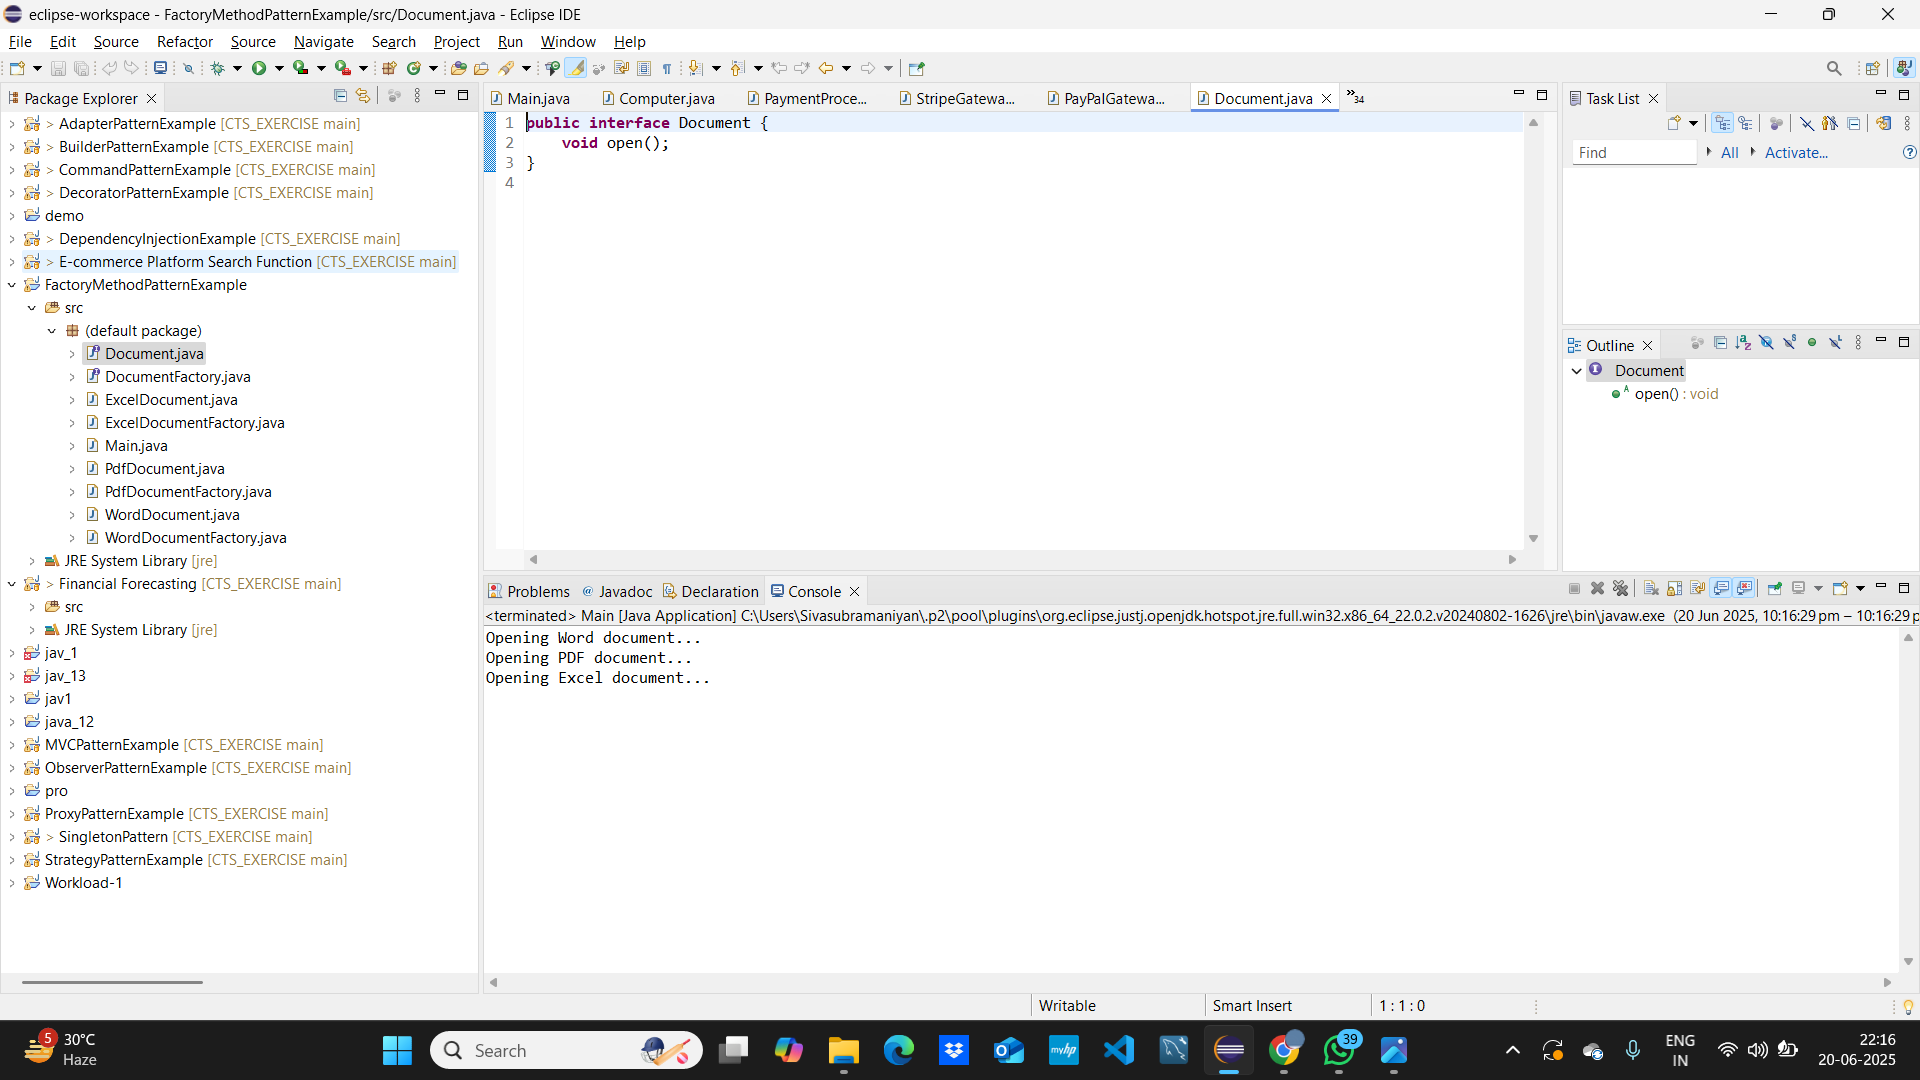 eclipse-workspace - FactoryMethodPatternExample/src/Document.java - Eclipse IDE
File Edit Source Refactor Source Navigate Search Project Run Window Help
Package Explorer
> AdapterPatternExample [CTS_EXERCISE main]
> BuilderPatternExample [CTS_EXERCISE main]
> CommandPatternExample [CTS_EXERCISE main]
> DecoratorPatternExample [CTS_EXERCISE main]
demo
> DependencyInjectionExample [CTS_EXERCISE main]
> E-commerce Platform Search Function [CTS_EXERCISE main]
FactoryMethodPatternExample
src
(default package)
Document.java
DocumentFactory.java
ExcelDocument.java
ExcelDocumentFactory.java
Main.java
PdfDocument.java
PdfDocumentFactory.java
WordDocument.java
WordDocumentFactory.java
JRE System Library [jre]
> Financial Forecasting [CTS_EXERCISE main]
src
JRE System Library [jre]
jav_1
jav_13
jav1
java_12
MVCPatternExample [CTS_EXERCISE main]
ObserverPatternExample [CTS_EXERCISE main]
pro
ProxyPatternExample [CTS_EXERCISE main]
> SingletonPattern [CTS_EXERCISE main]
StrategyPatternExample [CTS_EXERCISE main]
Workload-1
Main.java Computer.java PaymentProce... StripeGatewa... PayPalGatewa... Document.java »34
1 public interface Document {
2 void open();
3 }
4
Task List
Find All Activate...
Outline
Document
open() : void
Problems @ Javadoc Declaration Console
<terminated> Main [Java Application] C:\Users\Sivasubramaniyan\.p2\pool\plugins\org.eclipse.justj.openjdk.hotspot.jre.full.win32.x86_64_22.0.2.v20240802-1626\jre\bin\javaw.exe (20 Jun 2025, 10:16:29 pm – 10:16:29 p
Opening Word document...
Opening PDF document...
Opening Excel document...
Writable Smart Insert 1 : 1 : 0
5 30°C
Haze
Search
myhp
39
ENG
IN
22:16
20-06-2025